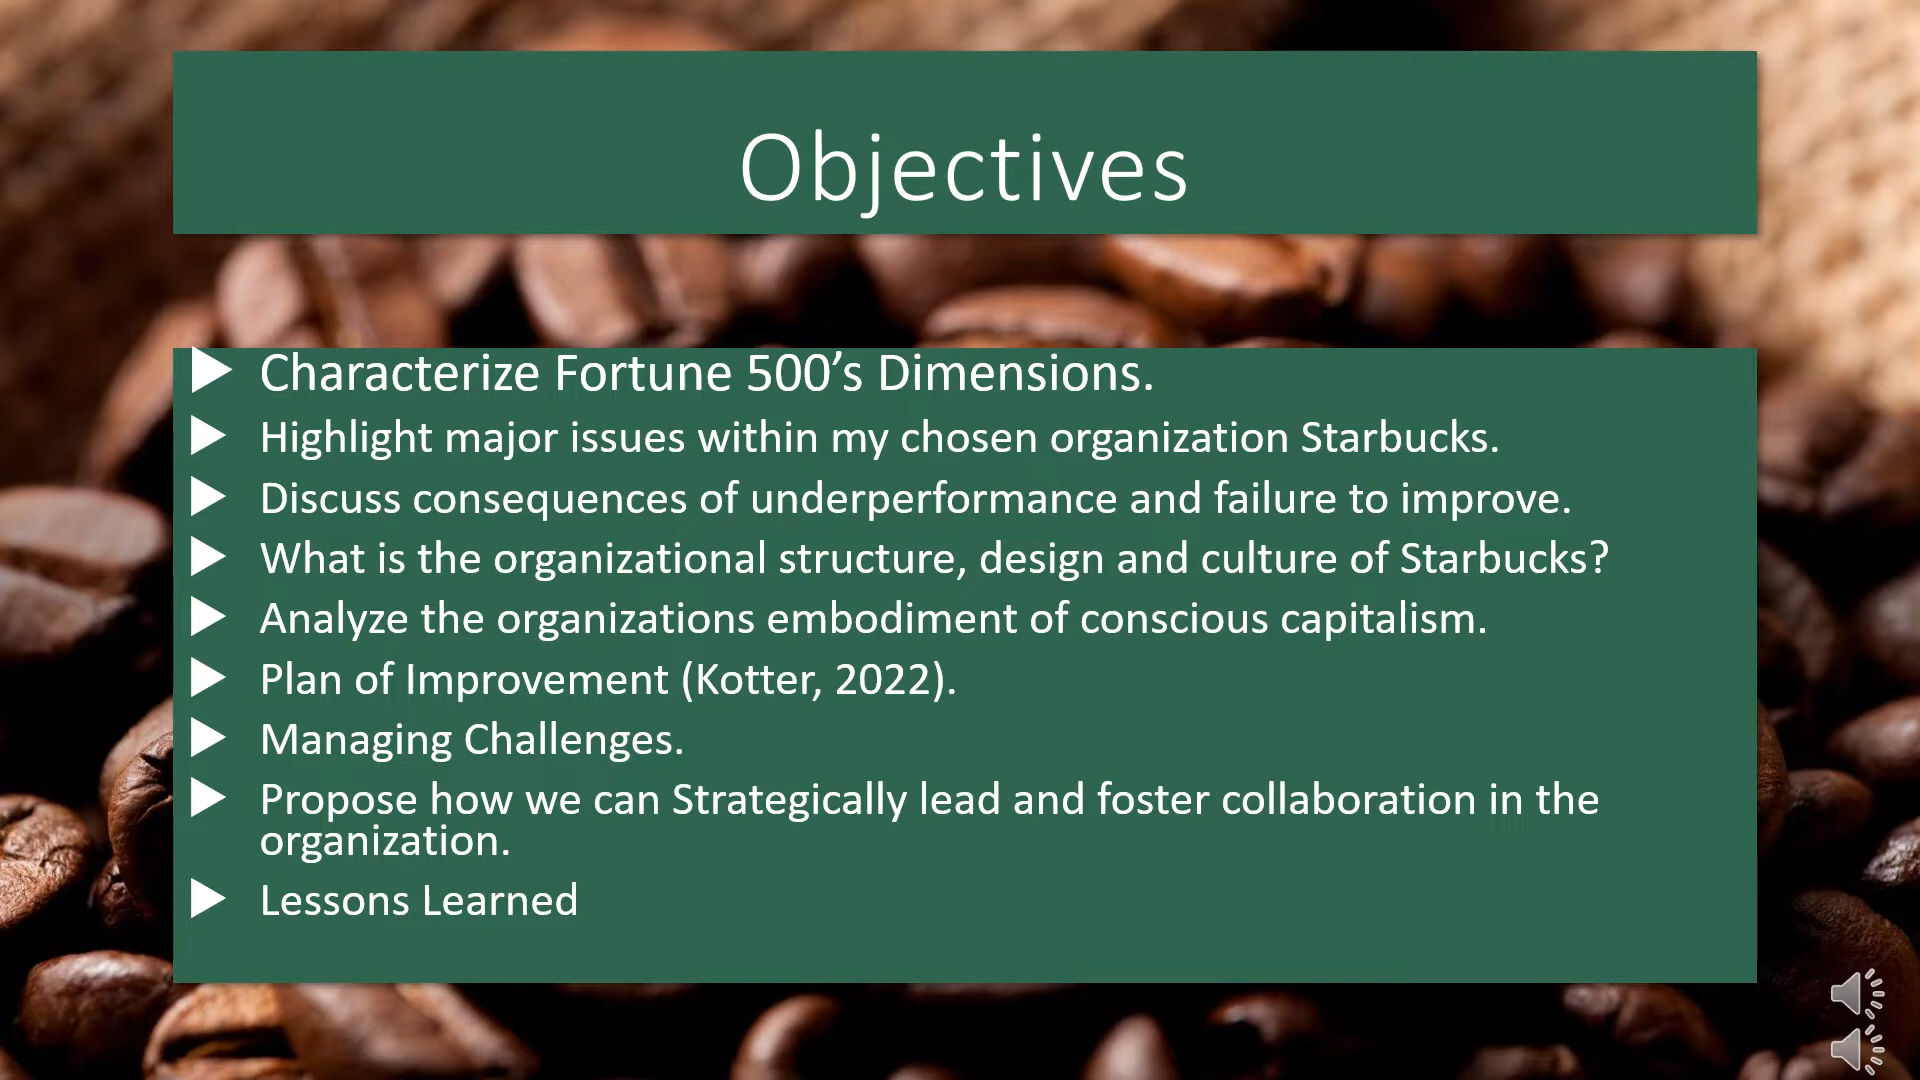 Objectives
Characterize Fortune 500’s Dimensions.
Highlight major issues within my chosen organization Starbucks.
Discuss consequences of underperformance and failure to improve.
What is the organizational structure, design and culture of Starbucks?
Analyze the organizations embodiment of conscious capitalism.
Plan of Improvement (Kotter, 2022).
Managing Challenges.
Propose how we can Strategically lead and foster collaboration in the
organization.
Lessons Learned